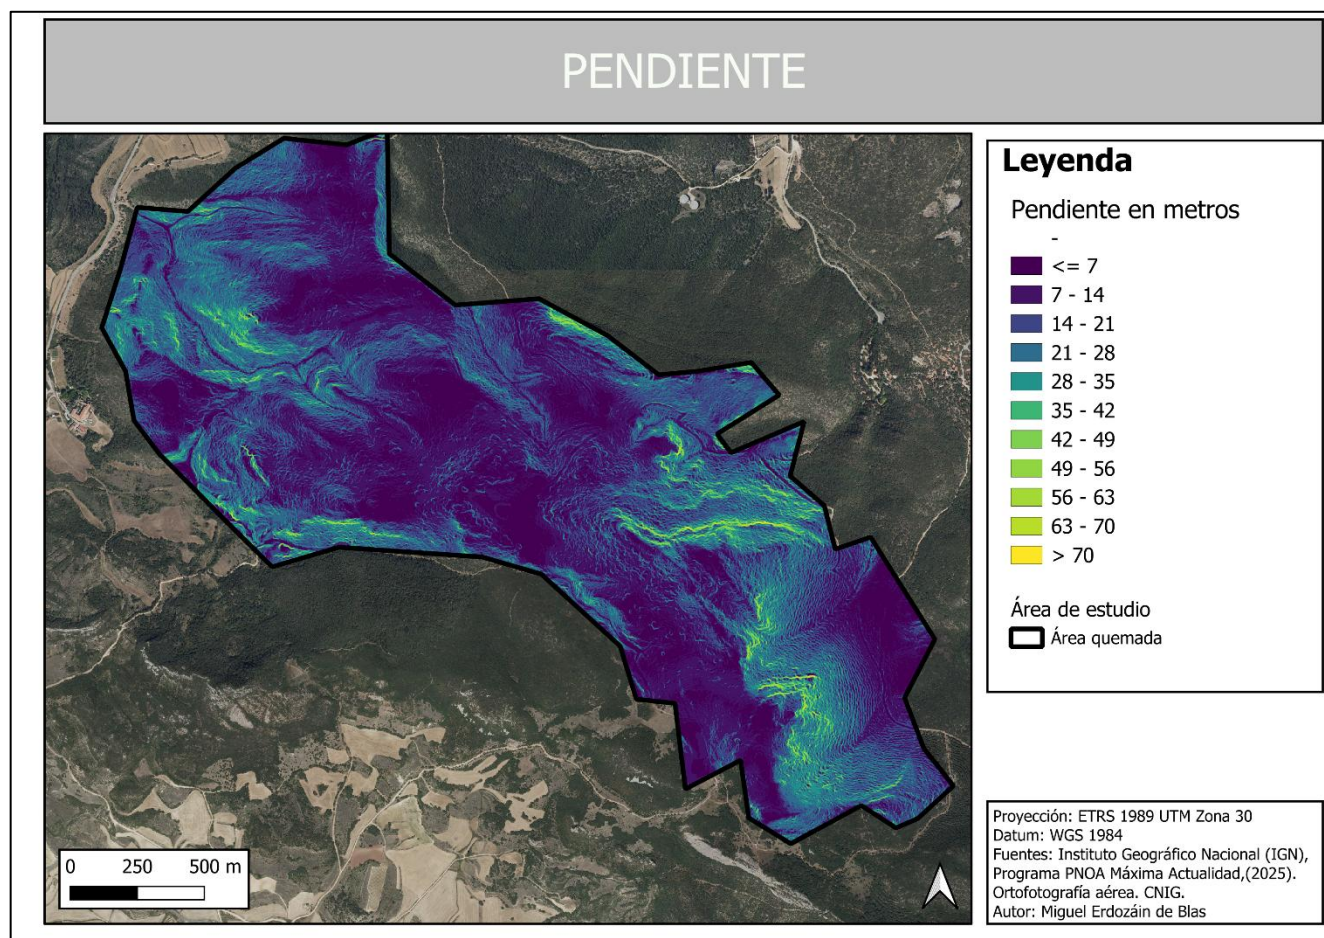 PENDIENTE
Leyenda
Pendiente en metros
-
<= 7
7 - 14
14 - 21
21 - 28
28 - 35
35 - 42
42 - 49
49 - 56
56 - 63
63 - 70
> 70
Área de estudio
Área quemada
0 250 500 m
Proyección: ETRS 1989 UTM Zona 30
Datum: WGS 1984
Fuentes: Instituto Geográfico Nacional (IGN),
Programa PNOA Máxima Actualidad,(2025).
Ortofotografía aérea. CNIG.
Autor: Miguel Erdozáin de Blas